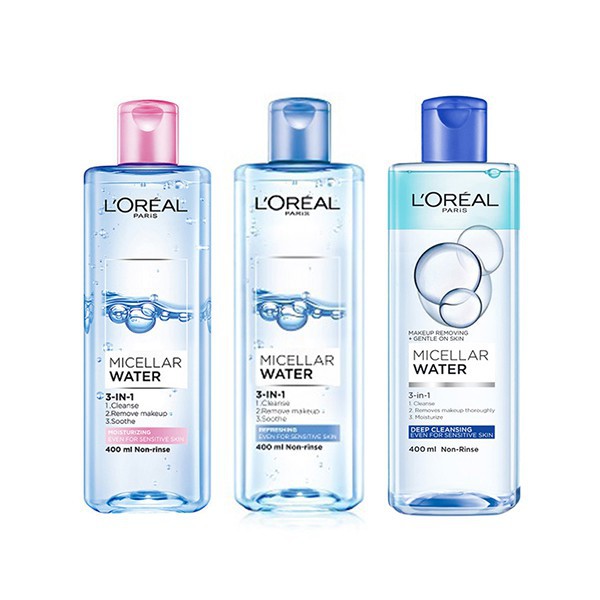 L'ORÉAL
PARIS
MICELLAR
WATER
3-IN-1
1.Cleanse
2.Remove makeup
3.Soothe
MOISTURIZING
EVEN FOR SENSITIVE SKIN
400 ml Non-rinse
L'ORÉAL
PARIS
MICELLAR
WATER
3-IN-1
1.Cleanse
2.Remove makeup
3.Soothe
REFRESHING
EVEN FOR SENSITIVE SKIN
400 ml Non-rinse
L'ORÉAL
PARIS
MAKEUP REMOVING
+ GENTLE ON SKIN
MICELLAR
WATER
3-in-1
1. Cleanse
2. Removes makeup thoroughly
3. Moisturize
DEEP CLEANSING
EVEN FOR SENSITIVE SKIN
400 ml Non-Rinse